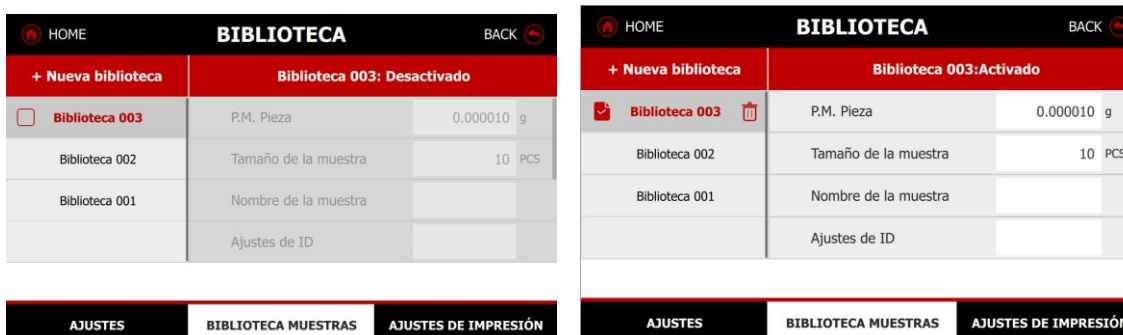 HOME BIBLIOTECA BACK
+ Nueva biblioteca Biblioteca 003: Desactivado
Biblioteca 003 P.M. Pieza 0.000010 g
Biblioteca 002 Tamaño de la muestra 10 PCS
Biblioteca 001 Nombre de la muestra
Ajustes de ID
AJUSTES BIBLIOTECA MUESTRAS AJUSTES DE IMPRESIÓN
HOME BIBLIOTECA BACK
+ Nueva biblioteca Biblioteca 003:Activado
Biblioteca 003 P.M. Pieza 0.000010 g
Biblioteca 002 Tamaño de la muestra 10 PCS
Biblioteca 001 Nombre de la muestra
Ajustes de ID
AJUSTES BIBLIOTECA MUESTRAS AJUSTES DE IMPRESIÓN